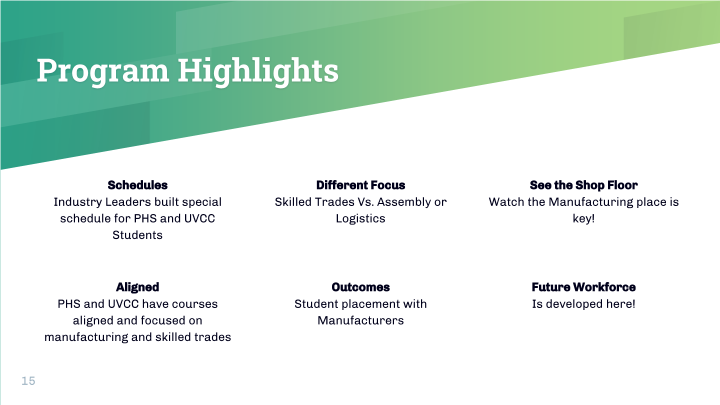 Program Highlights
Schedules
Industry Leaders built special
schedule for PHS and UVCC
Students
Different Focus
Skilled Trades Vs. Assembly or
Logistics
See the Shop Floor
Watch the Manufacturing place is
key!
Aligned
PHS and UVCC have courses
aligned and focused on
manufacturing and skilled trades
Outcomes
Student placement with
Manufacturers
Future Workforce
Is developed here!
15